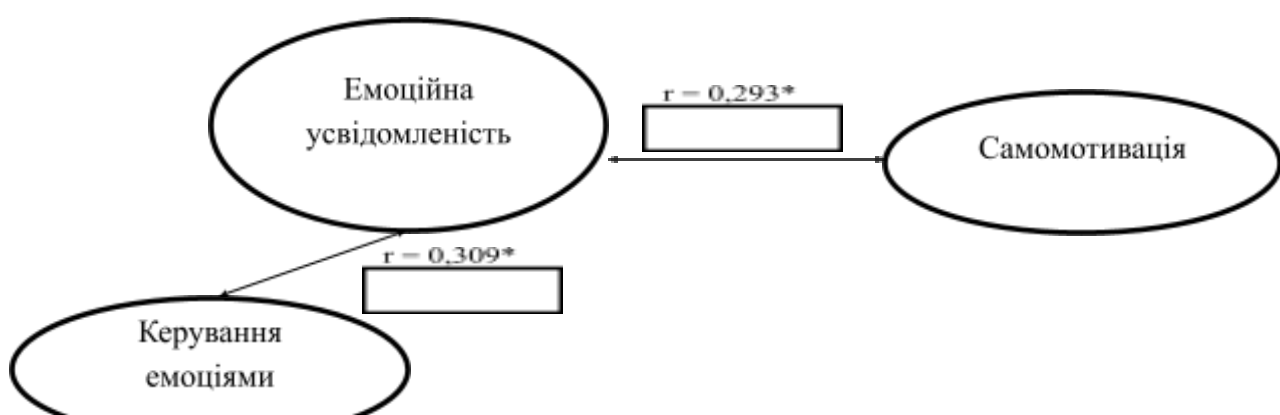 Емоційна
усвідомленість
r = 0,293*
Самомотивація
r = 0,309*
Керування
емоціями